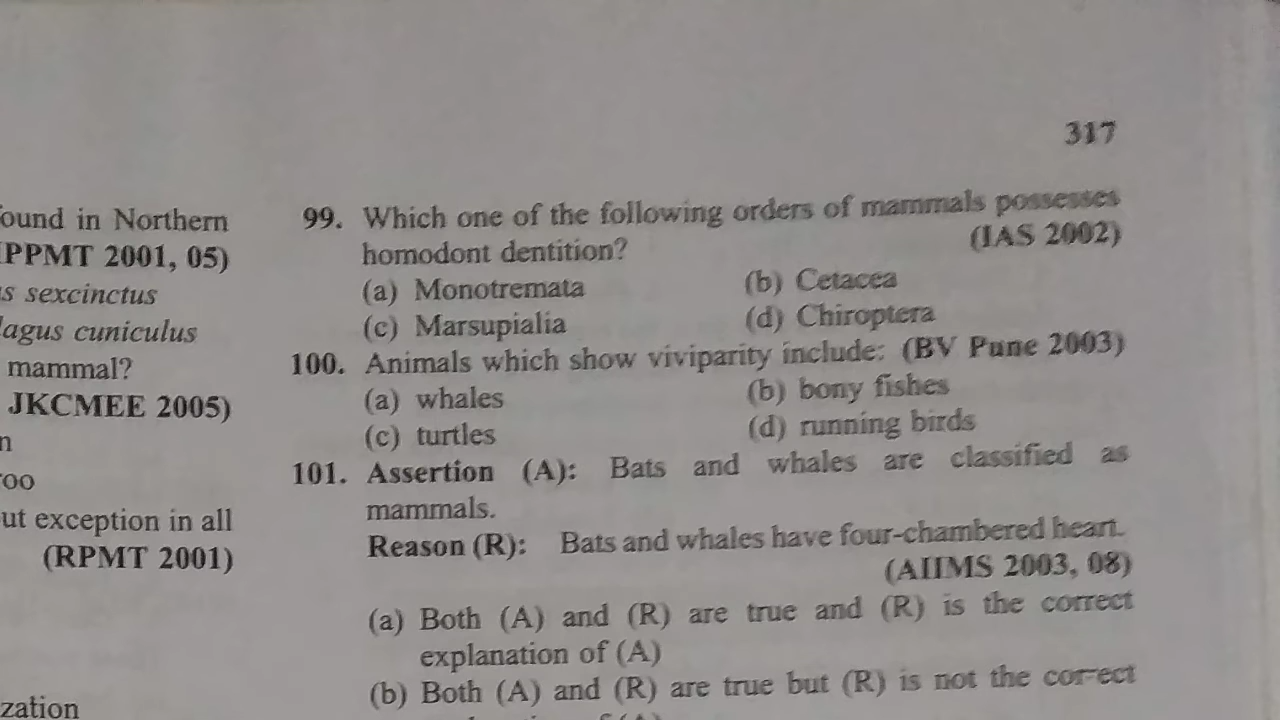 317
ound in Northern
PPMT 2001, 05)
s sexcinctus
lagus cuniculus
mammal?
JKCMEE 2005)
n
oo
ut exception in all
(RPMT 2001)
zation
99. Which one of the following orders of mammals possesses
homodont dentition? (IAS 2002)
(a) Monotremata (b) Cetacea
(c) Marsupialia (d) Chiroptera
100. Animals which show viviparity include: (BV Pune 2003)
(a) whales (b) bony fishes
(c) turtles (d) running birds
101. Assertion (A): Bats and whales are classified as
mammals.
Reason (R): Bats and whales have four-chambered heart.
(AIIMS 2003, 08)
(a) Both (A) and (R) are true and (R) is the correct
explanation of (A)
(b) Both (A) and (R) are true but (R) is not the correct